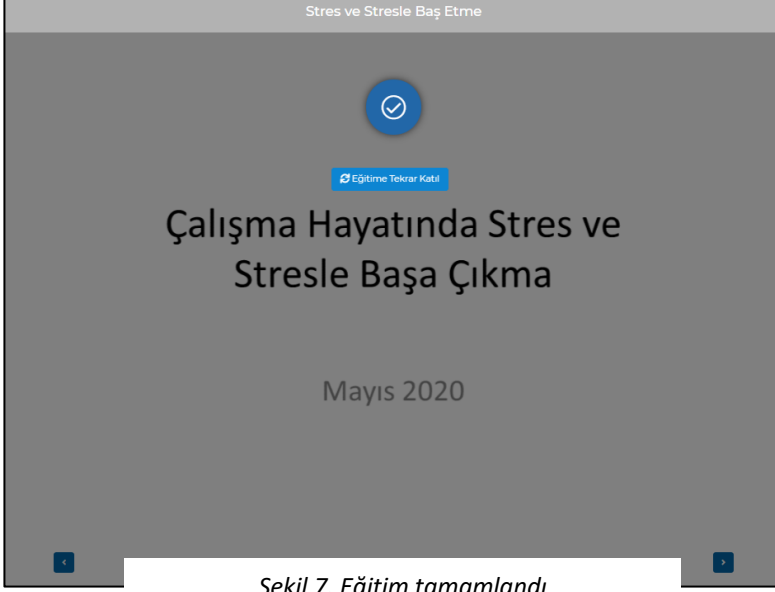 Stres ve Stresle Baş Etme
Eğitime Tekrar Katıl
Çalışma Hayatında Stres ve
Stresle Başa Çıkma
Mayıs 2020
Şekil 7. Eğitim tamamlandı